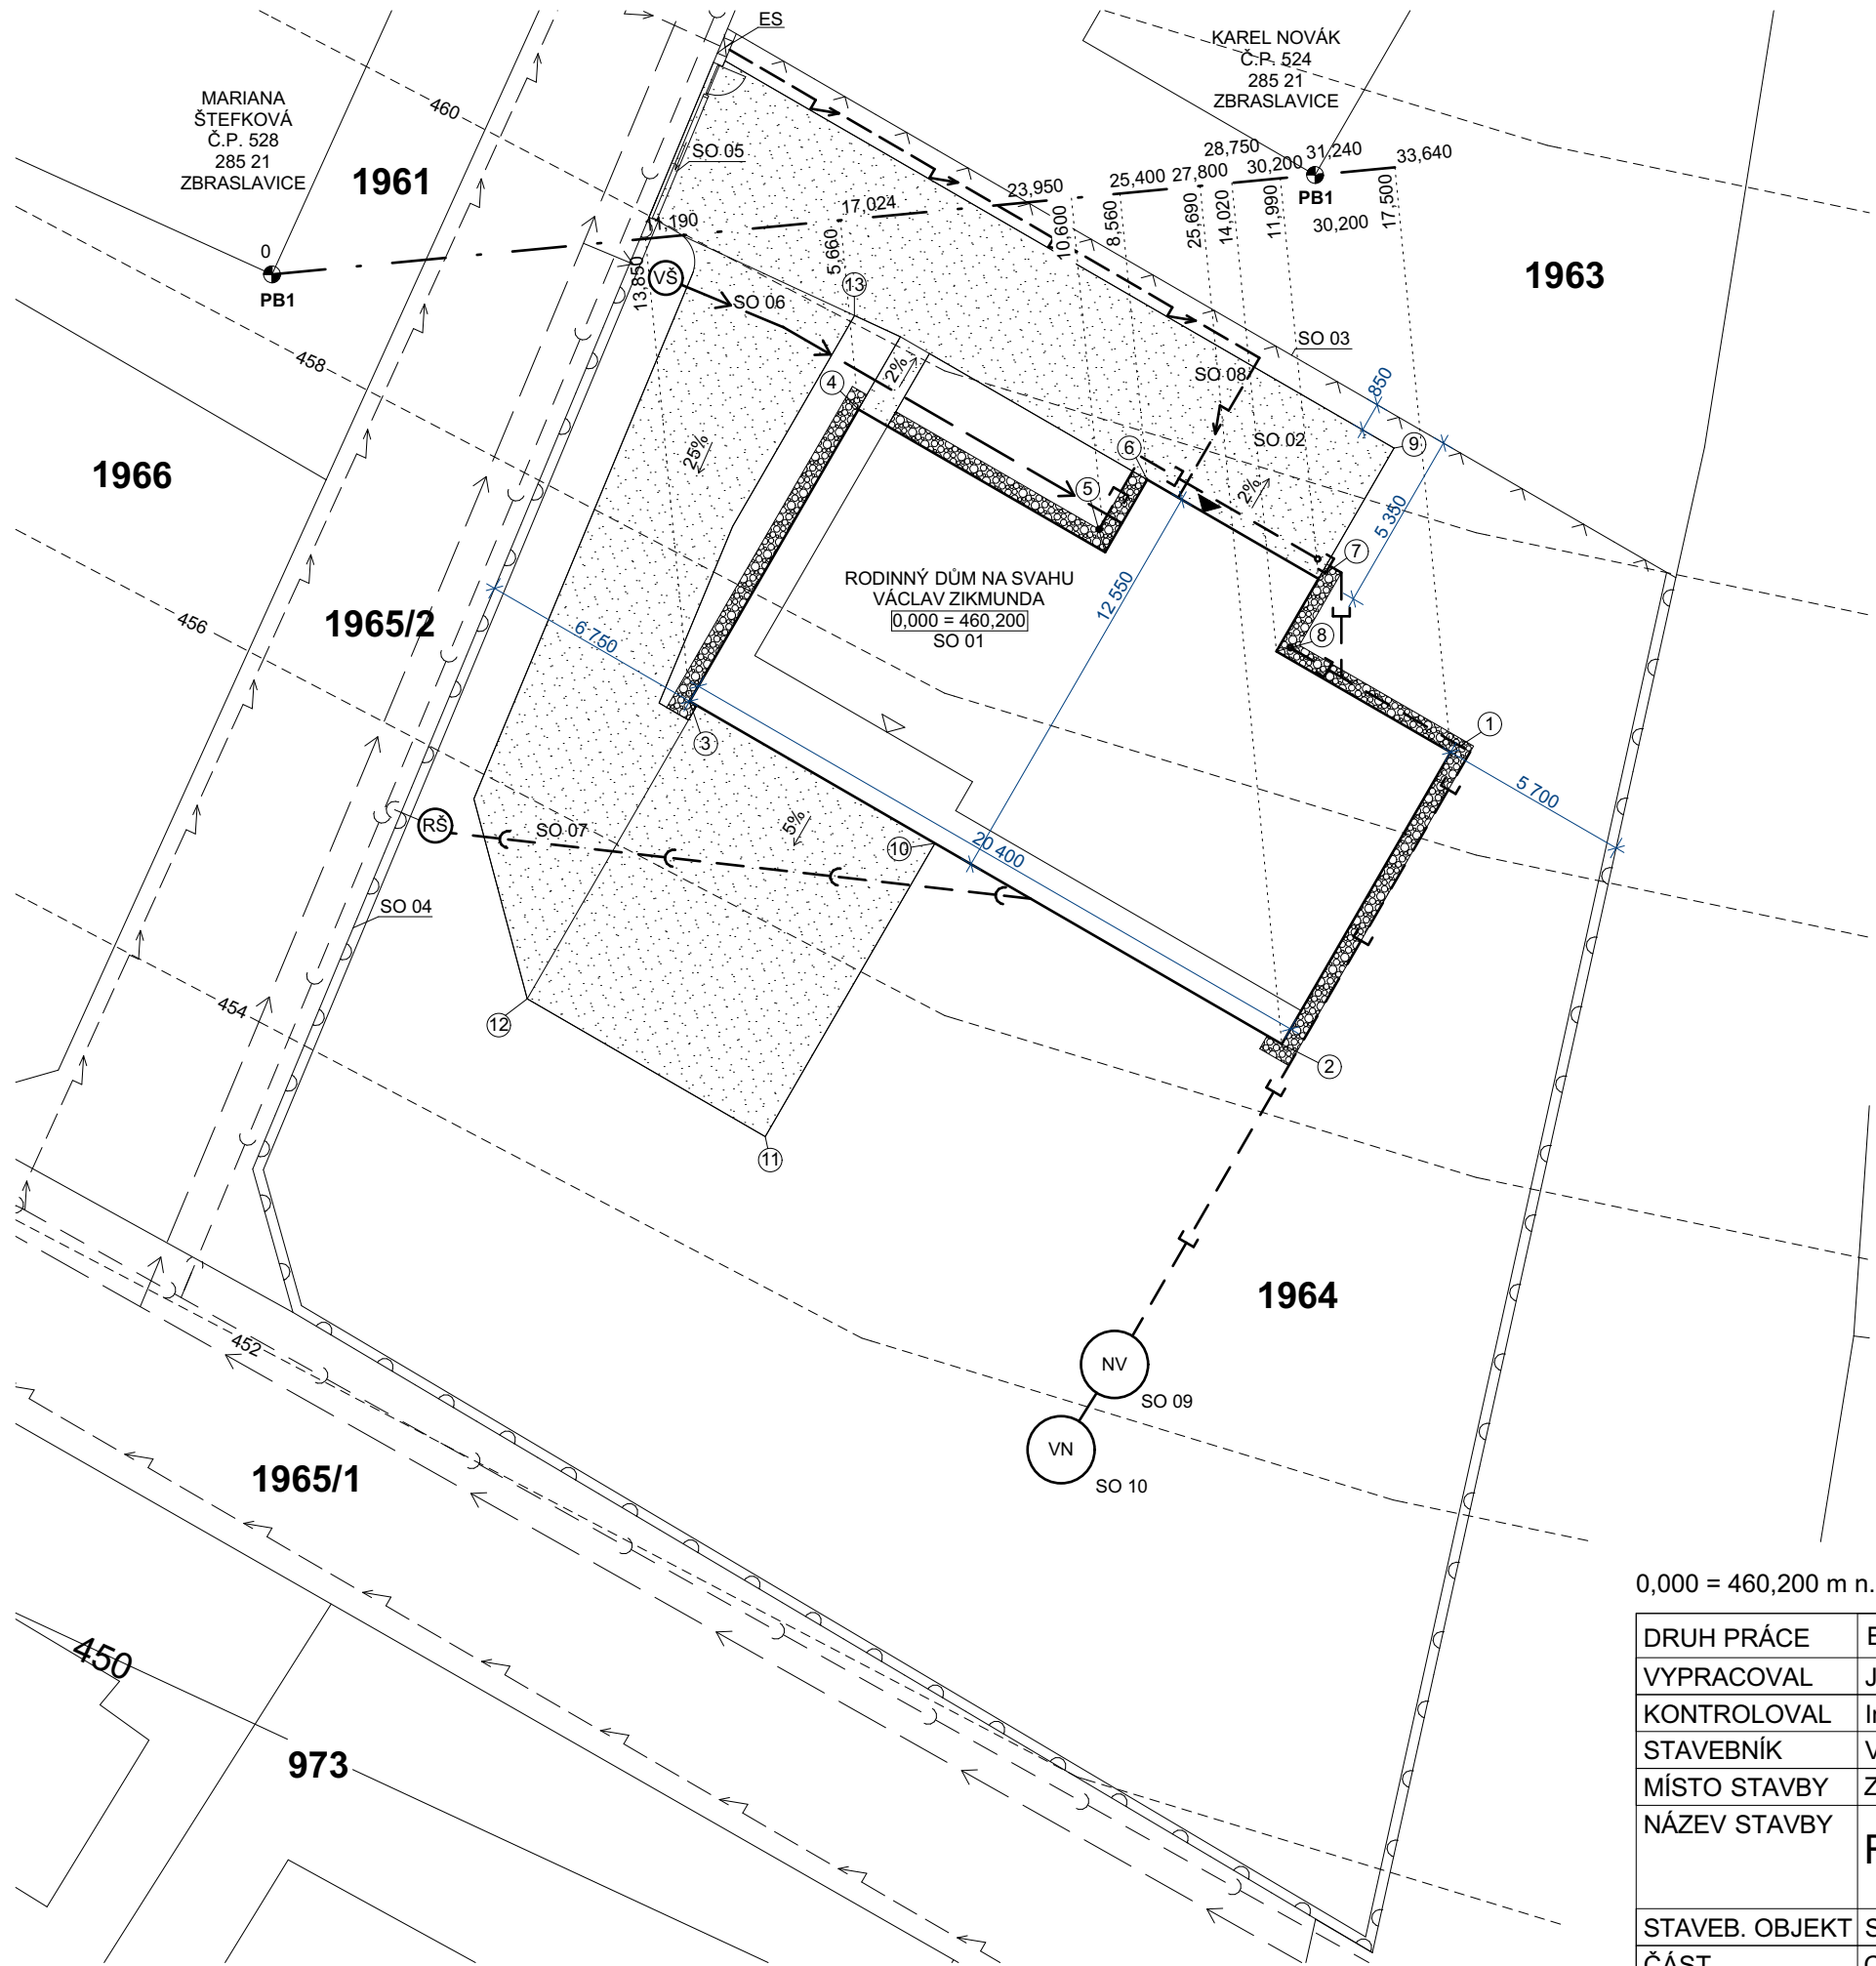 ES
KAREL NOVÁK
Č.P. 524
285 21
ZBRASLAVICE
MARIANA
ŠTEFKOVÁ
Č.P. 528
285 21
ZBRASLAVICE
460
1961
SO 05
28,750
31,240
33,640
23,950
25,400
27,800
30,200
PB1
17,024
11,190
10,600
8,560
25,690
14,020
11,990
30,200
17,500
0
PB1
5,660
13,850
VŠ
13
SO 06
1963
458
SO 03
850
4
2%
SO 08
25%
6
SO 02
9
1966
5
2%
5 350
7
RODINNÝ DŮM NA SVAHU
VÁCLAV ZIKMUNDA
0,000 = 460,200
SO 01
12 550
456
1965/2
6 750
8
3
1
5 700
RŠ
SO 07
5%
10
20 400
SO 04
454
12
2
11
1964
452
NV
SO 09
VN
SO 10
1965/1
0,000 = 460,200 m n.
450
973
DRUH PRÁCE
VYPRACOVAL J
KONTROLOVAL
STAVEBNÍK V
MÍSTO STAVBY Z
NÁZEV STAVBY
STAVEB. OBJEKT S
ČÁST